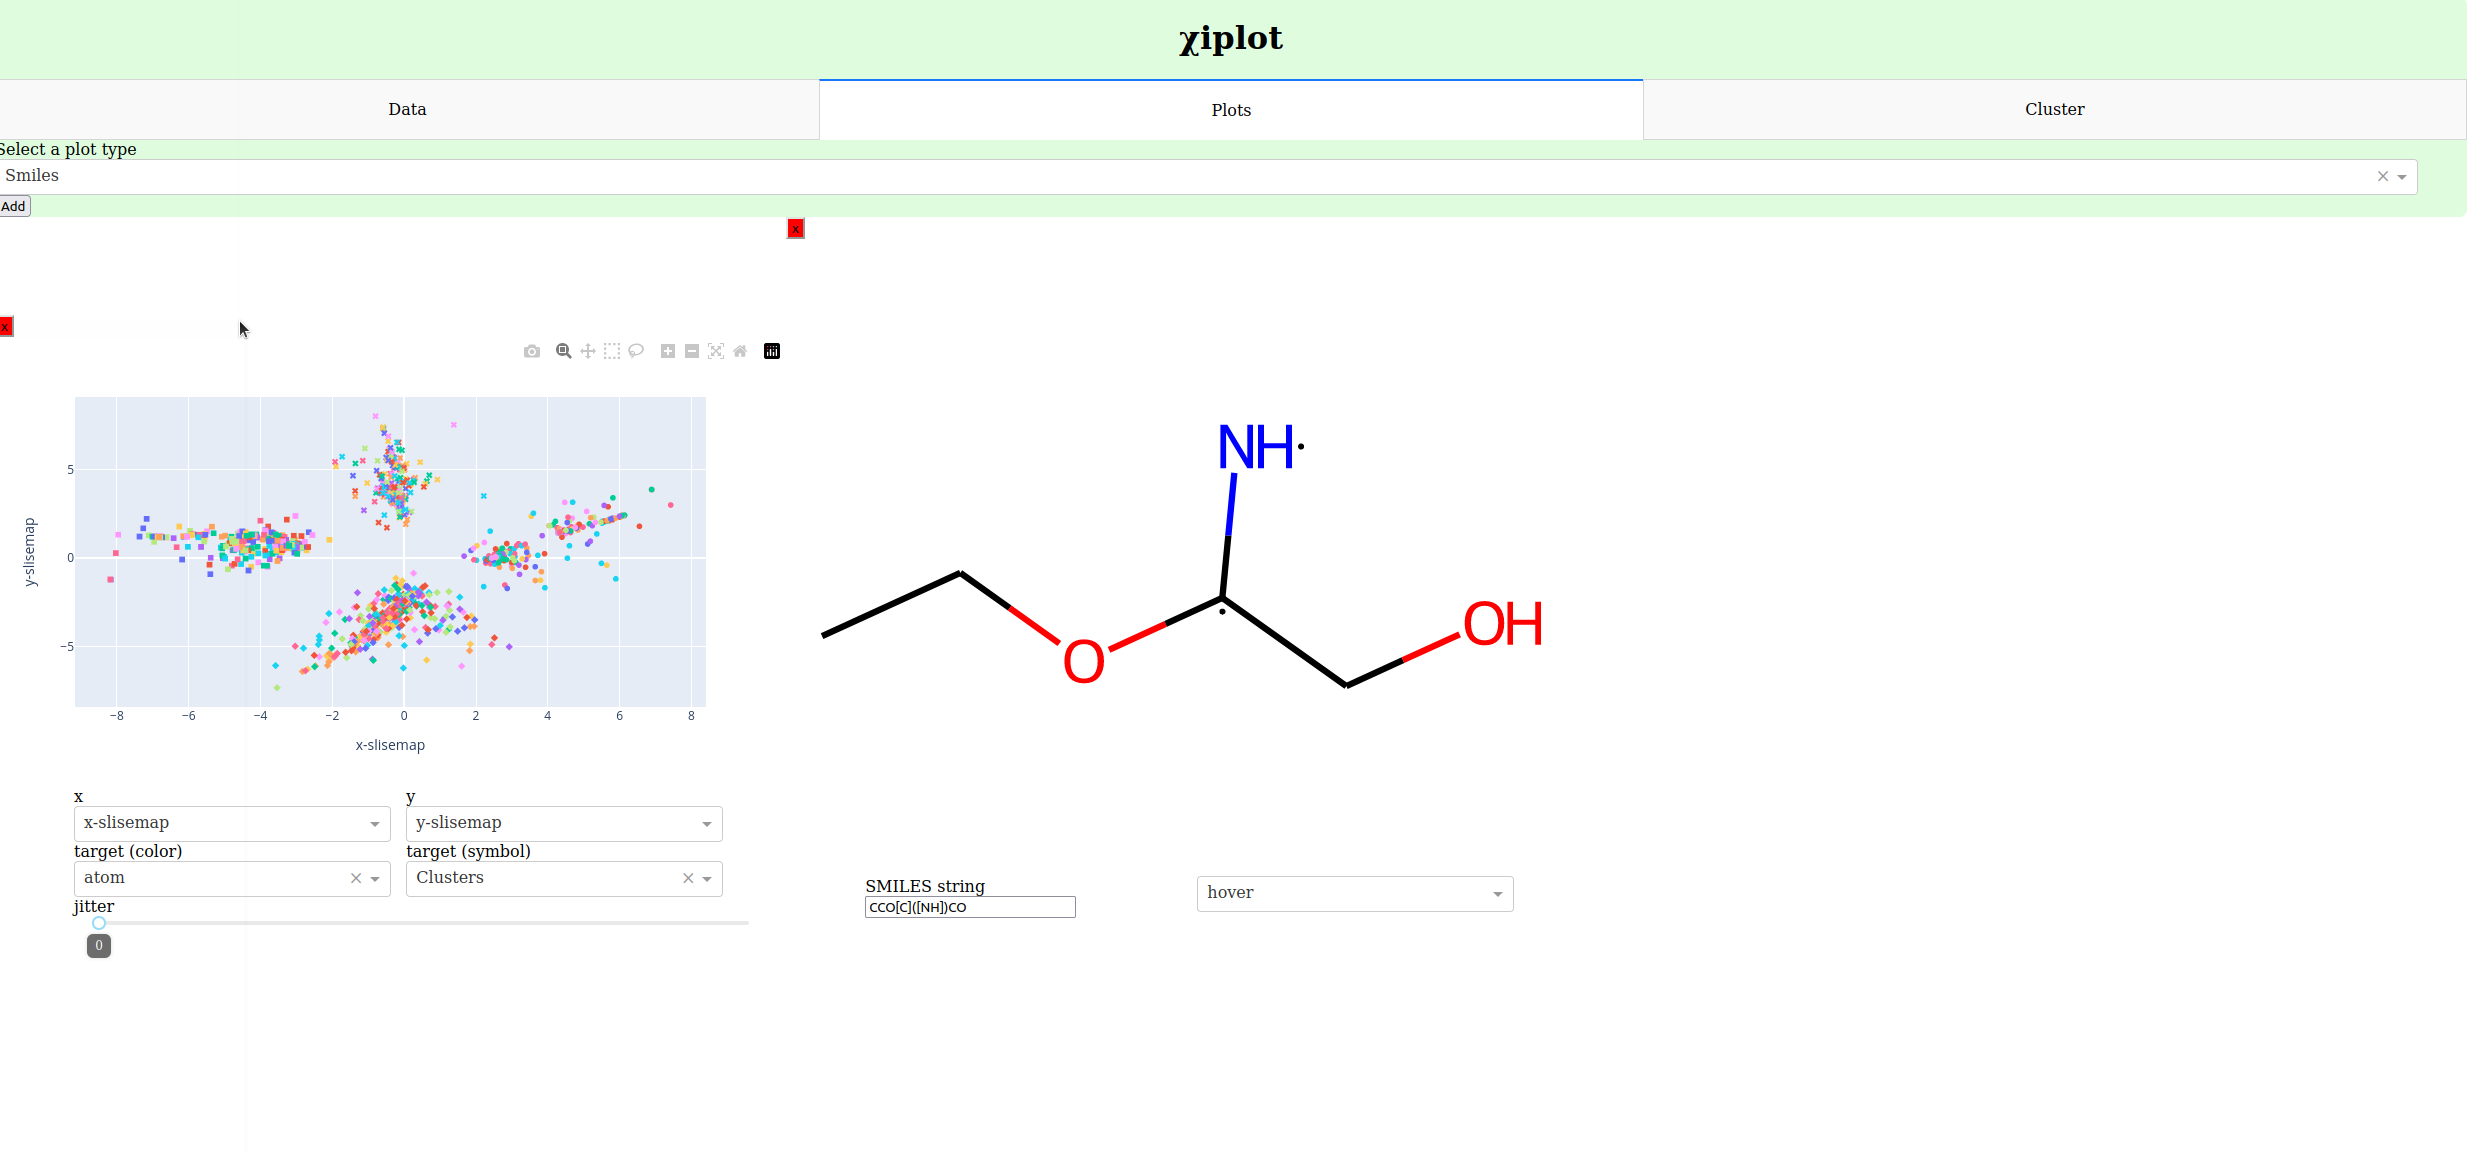 χiplot
Data
Plots
Cluster
Select a plot type
Smiles
Add
x
x
5
0
−5
−8
−6
−4
−2
0
2
4
6
8
y-slisemap
x-slisemap
NH
O
OH
x
y
x-slisemap
y-slisemap
target (color)
target (symbol)
atom
Clusters
jitter
0
SMILES string
CCO[C]([NH])CO
hover